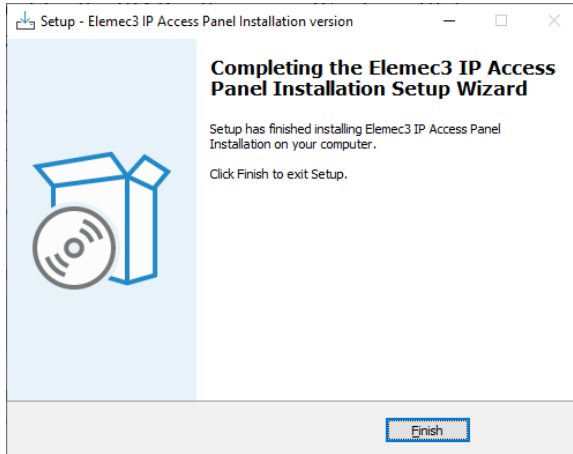 Setup - Elemec3 IP Access Panel Installation version
Completing the Elemec3 IP Access
Panel Installation Setup Wizard
Setup has finished installing Elemec3 IP Access Panel
Installation on your computer.
Click Finish to exit Setup.
Finish